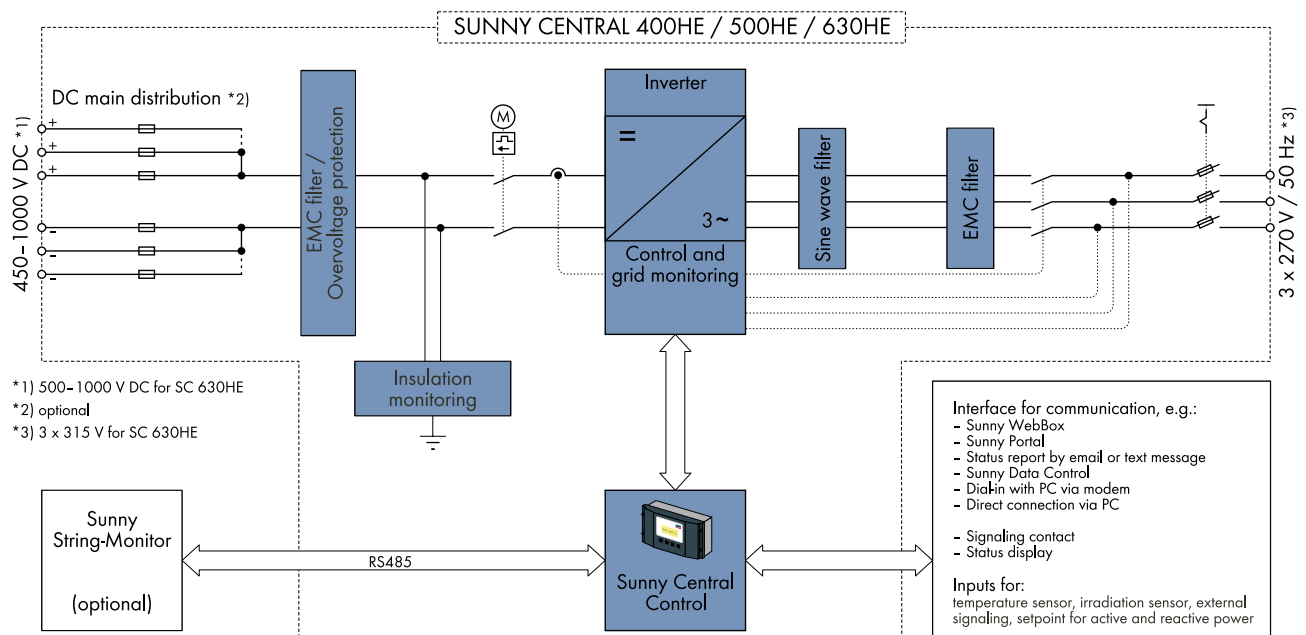 SUNNY CENTRAL 400HE / 500HE / 630HE
DC main distribution *2)
450–1000 V DC *1)
+
+
+
-
-
-
EMC filter /
Overvoltage protection
M
Inverter
=
3~
Control and
grid monitoring
Sine wave filter
EMC filter
3 x 270 V / 50 Hz *3)
Insulation
monitoring
*1) 500–1000 V DC for SC 630HE
*2) optional
*3) 3 x 315 V for SC 630HE
Sunny
String-Monitor
(optional)
RS485
Sunny Central
Control
Interface for communication, e.g.:
- Sunny WebBox
- Sunny Portal
- Status report by email or text message
- Sunny Data Control
- Dial-in with PC via modem
- Direct connection via PC
- Signaling contact
- Status display
Inputs for:
temperature sensor, irradiation sensor, external
signaling, setpoint for active and reactive power